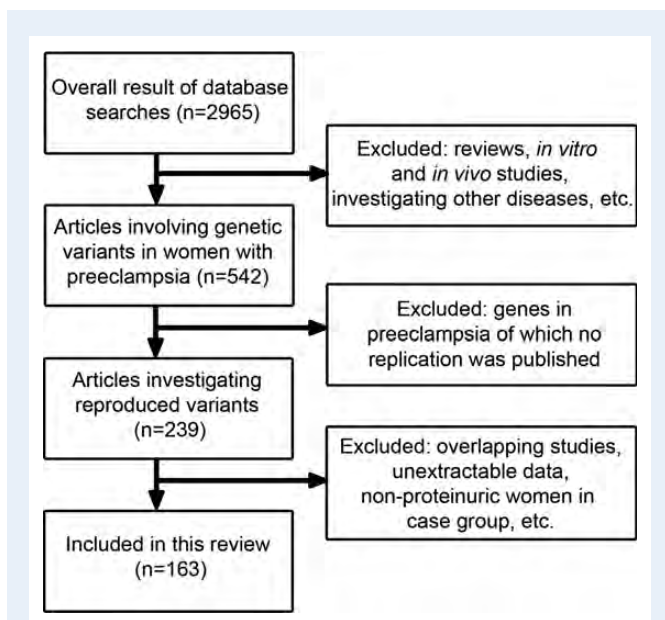 Overall result of database
searches (n=2965)
Excluded: reviews, in vitro
and in vivo studies,
investigating other diseases, etc.
Articles involving genetic
variants in women with
preeclampsia (n=542)
Excluded: genes in
preeclampsia of which no
replication was published
Articles investigating
reproduced variants
(n=239)
Excluded: overlapping studies,
unextractable data,
non-proteinuric women in
case group, etc.
Included in this review
(n=163)